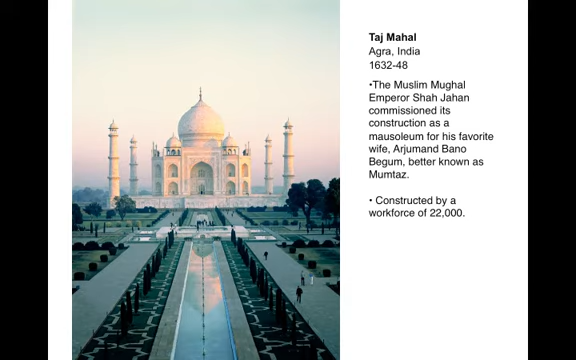 Taj Mahal
Agra, India
1632-48
•The Muslim Mughal
Emperor Shah Jahan
commissioned its
construction as a
mausoleum for his favorite
wife, Arjumand Bano
Begum, better known as
Mumtaz.
• Constructed by a
workforce of 22,000.